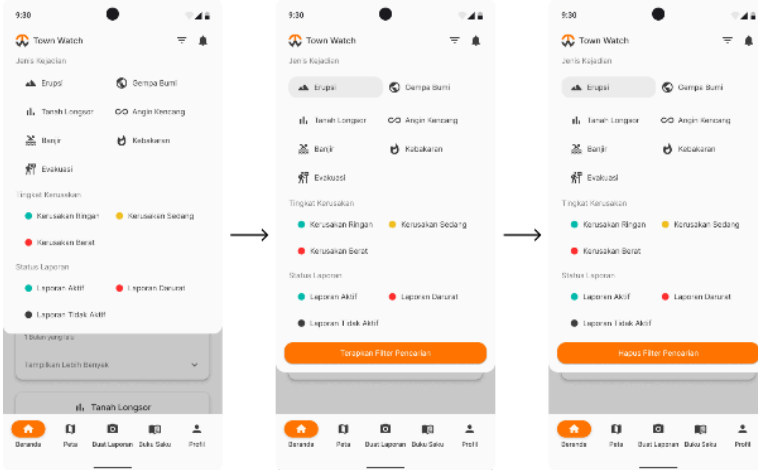 9:30
Town Watch
Jenis Kejadian
Erupsi Gempa Bumi
Tanah Longsor Angin Kencang
Banjir Kebakaran
Evakuasi
Tingkat Kerusakan
Kerusakan Ringan Kerusakan Sedang
Kerusakan Berat
Status Laporan
Laporan Aktif Laporan Darurat
Laporan Tidak Aktif
1 Bulan yang lalu
Tampilkan Lebih Banyak
Tanah Longsor
Beranda Peta Buat Laporan Buku Saku Profil
9:30
Town Watch
Jenis Kejadian
Erupsi Gempa Bumi
Tanah Longsor Angin Kencang
Banjir Kebakaran
Evakuasi
Tingkat Kerusakan
Kerusakan Ringan Kerusakan Sedang
Kerusakan Berat
Status Laporan
Laporan Aktif Laporan Darurat
Laporan Tidak Aktif
Terapkan Filter Pencarian
Beranda Peta Buat Laporan Buku Saku Profil
9:30
Town Watch
Jenis Kejadian
Erupsi Gempa Bumi
Tanah Longsor Angin Kencang
Banjir Kebakaran
Evakuasi
Tingkat Kerusakan
Kerusakan Ringan Kerusakan Sedang
Kerusakan Berat
Status Laporan
Laporan Aktif Laporan Darurat
Laporan Tidak Aktif
Hapus Filter Pencarian
Beranda Peta Buat Laporan Buku Saku Profil